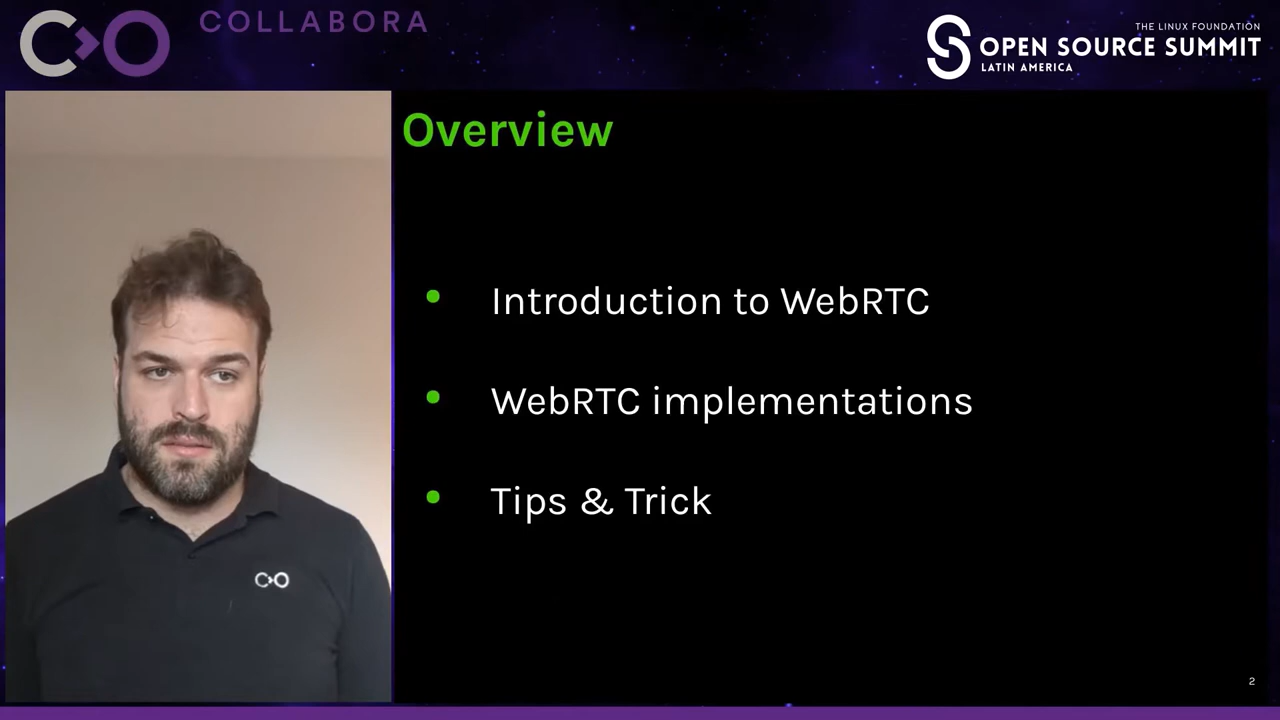 COLLABORA
THE LINUX FOUNDATION
OPEN SOURCE SUMMIT
LATIN AMERICA
Overview
• Introduction to WebRTC
• WebRTC implementations
• Tips & Trick
2